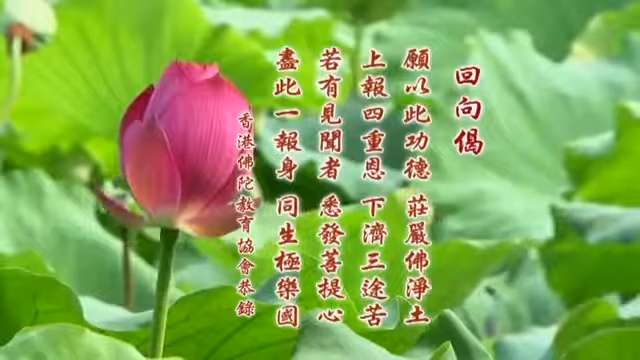 回向偈
願以此功德 莊嚴佛淨土
上報四重恩 下濟三途苦
若有見聞者 悉發菩提心
盡此一報身 同生極樂國
香港佛陀教育協會恭錄